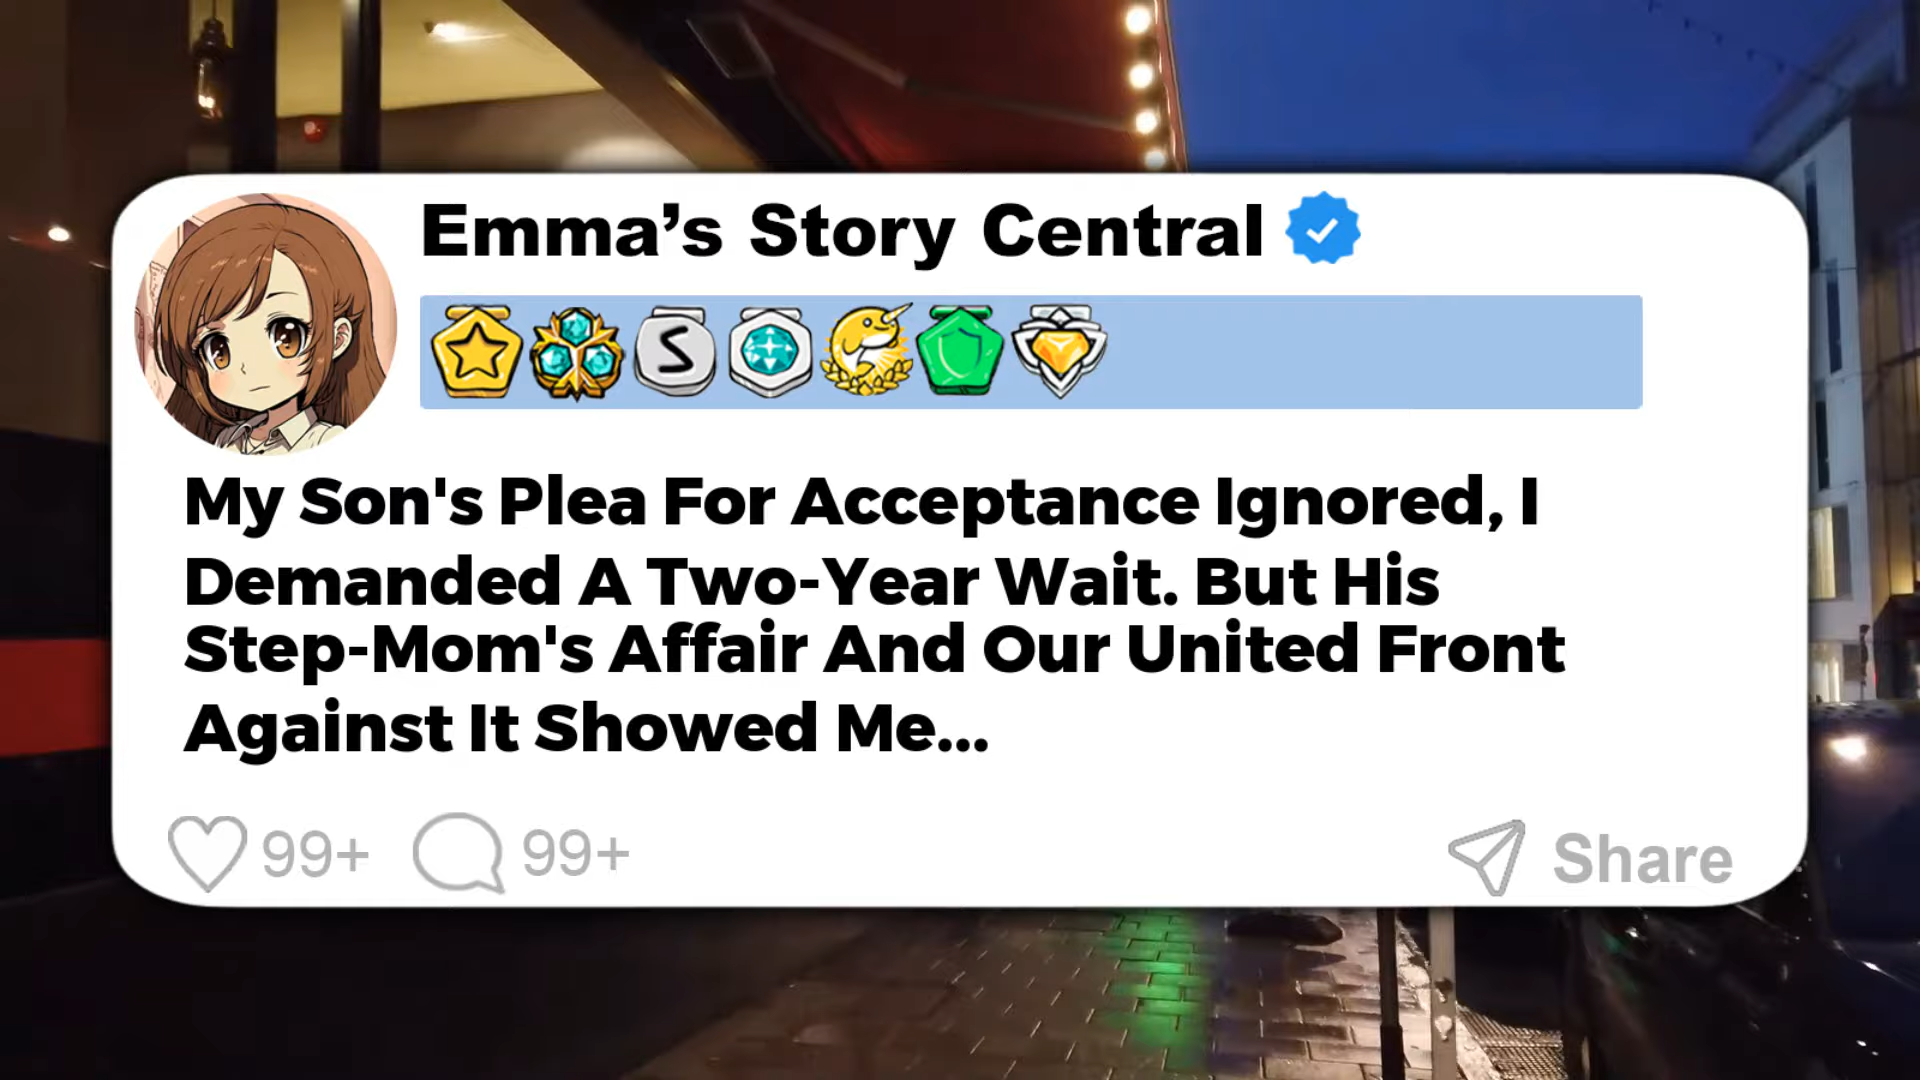 Emma’s Story Central
S
My Son's Plea For Acceptance Ignored, I
Demanded A Two-Year Wait. But His
Step-Mom's Affair And Our United Front
Against It Showed Me...
99+ 99+ Share